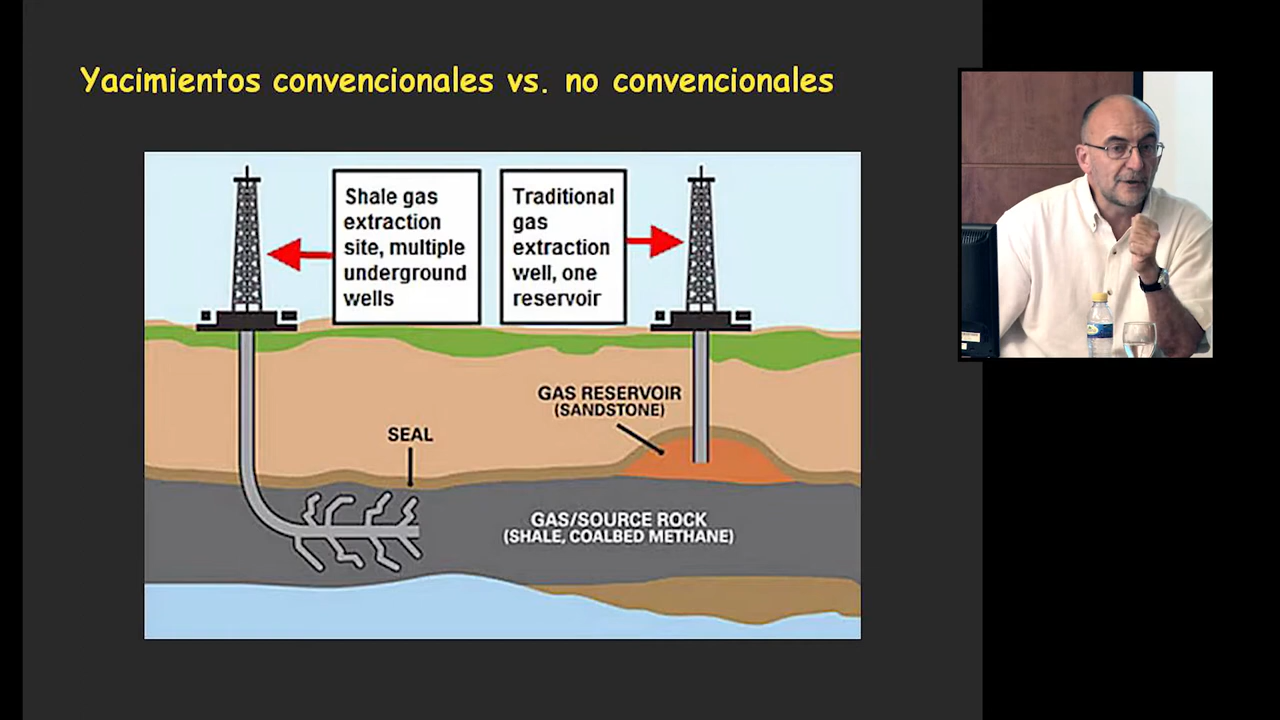 Yacimientos convencionales vs. no convencionales
Shale gas
extraction
site, multiple
underground
wells
Traditional
gas
extraction
well, one
reservoir
GAS RESERVOIR
(SANDSTONE)
SEAL
GAS/SOURCE ROCK
(SHALE, COALBED METHANE)